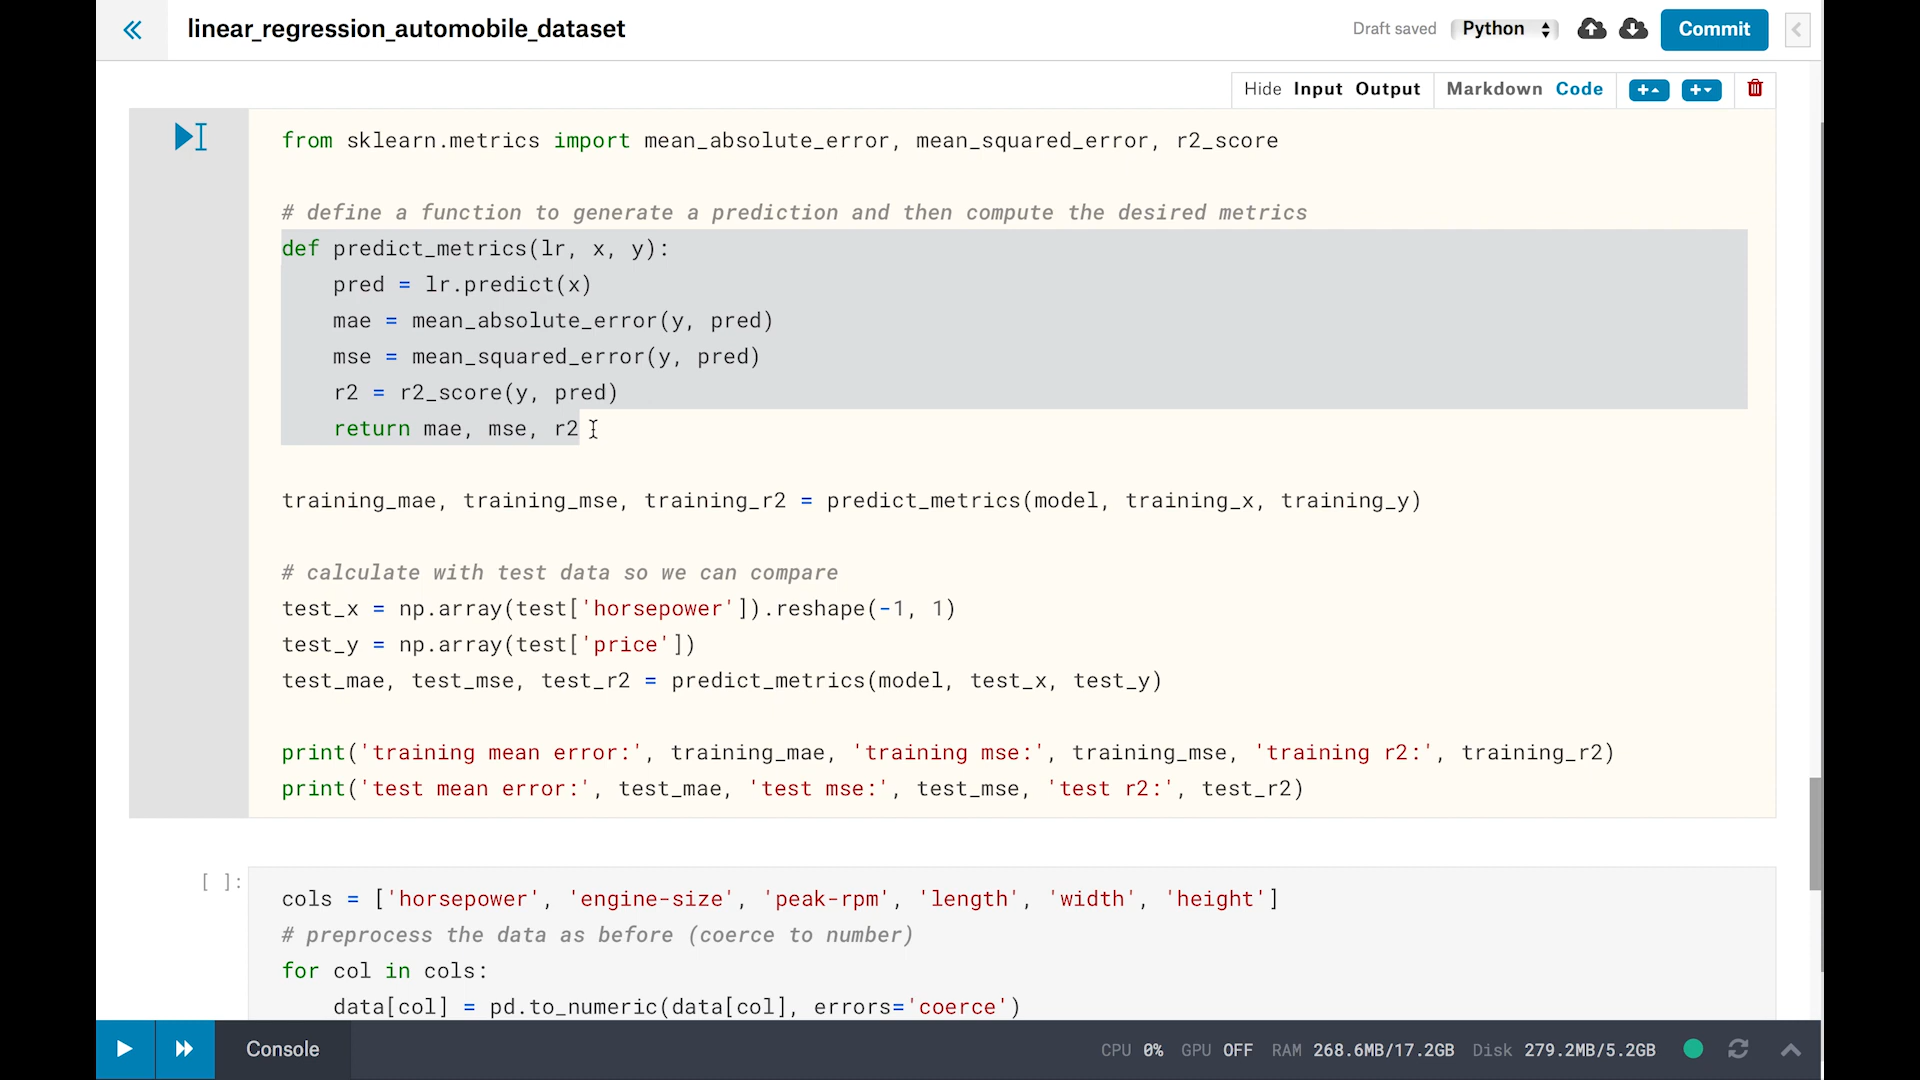 linear_regression_automobile_dataset
Draft saved Python Commit
Hide Input Output Markdown Code
from sklearn.metrics import mean_absolute_error, mean_squared_error, r2_score
# define a function to generate a prediction and then compute the desired metrics
def predict_metrics(lr, x, y):
    pred = lr.predict(x)
    mae = mean_absolute_error(y, pred)
    mse = mean_squared_error(y, pred)
    r2 = r2_score(y, pred)
    return mae, mse, r2
training_mae, training_mse, training_r2 = predict_metrics(model, training_x, training_y)
# calculate with test data so we can compare
test_x = np.array(test['horsepower']).reshape(-1, 1)
test_y = np.array(test['price'])
test_mae, test_mse, test_r2 = predict_metrics(model, test_x, test_y)
print('training mean error:', training_mae, 'training mse:', training_mse, 'training r2:', training_r2)
print('test mean error:', test_mae, 'test mse:', test_mse, 'test r2:', test_r2)
[ ]:
cols = ['horsepower', 'engine-size', 'peak-rpm', 'length', 'width', 'height']
# preprocess the data as before (coerce to number)
for col in cols:
    data[col] = pd.to_numeric(data[col], errors='coerce')
Console CPU 0% GPU OFF RAM 268.6MB/17.2GB Disk 279.2MB/5.2GB